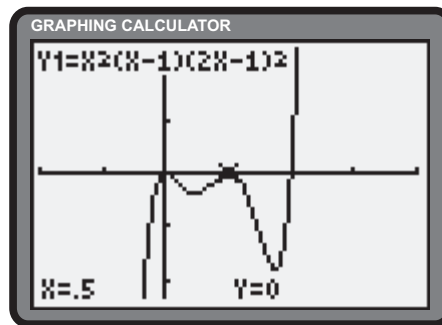 GRAPHING CALCULATOR
Y1=X²(X-1)(2X-1)²
X=.5 Y=0